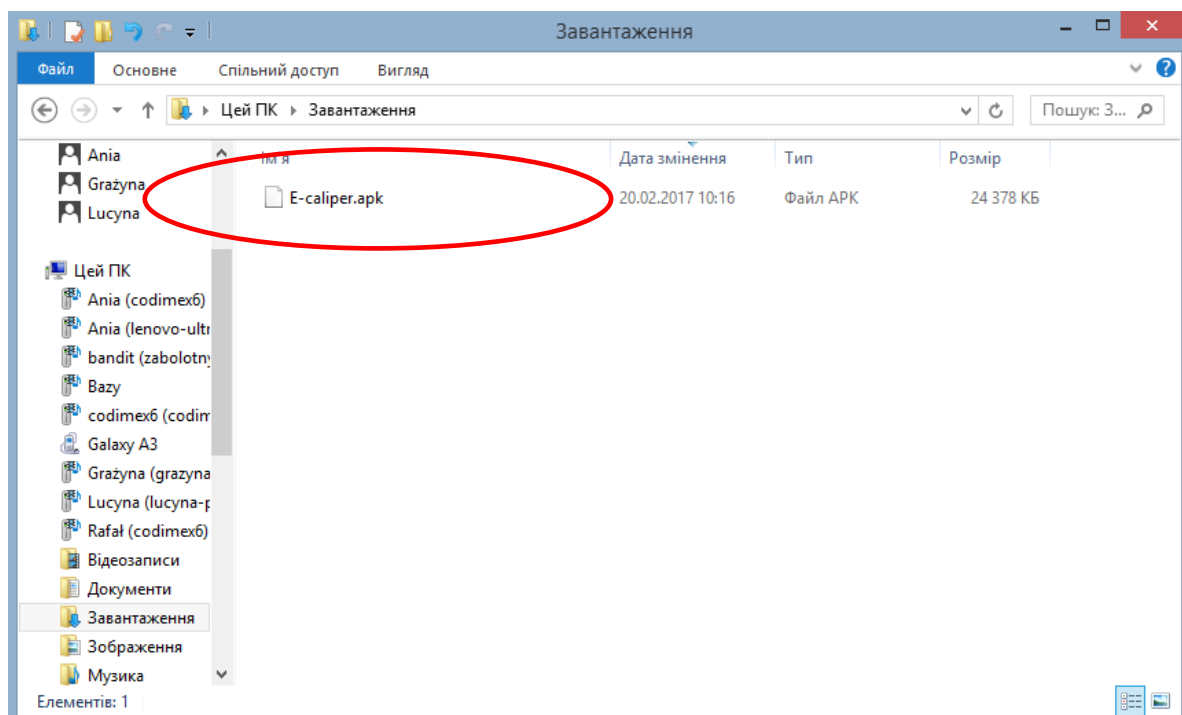 Завантаження
Файл Основне Спільний доступ Вигляд
Цей ПК Завантаження Пошук: З...
Ania
Grażyna
Lucyna
Цей ПК
Ania (codimex6)
Ania (lenovo-ultr
bandit (zabolotny
Bazy
codimex6 (codim
Galaxy A3
Grażyna (grazyna
Lucyna (lucyna-p
Rafał (codimex6)
Відеозаписи
Документи
Завантаження
Зображення
Музика
Ім'я Дата змінення Тип Розмір
E-caliper.apk 20.02.2017 10:16 Файл APK 24 378 КБ
Елементів: 1